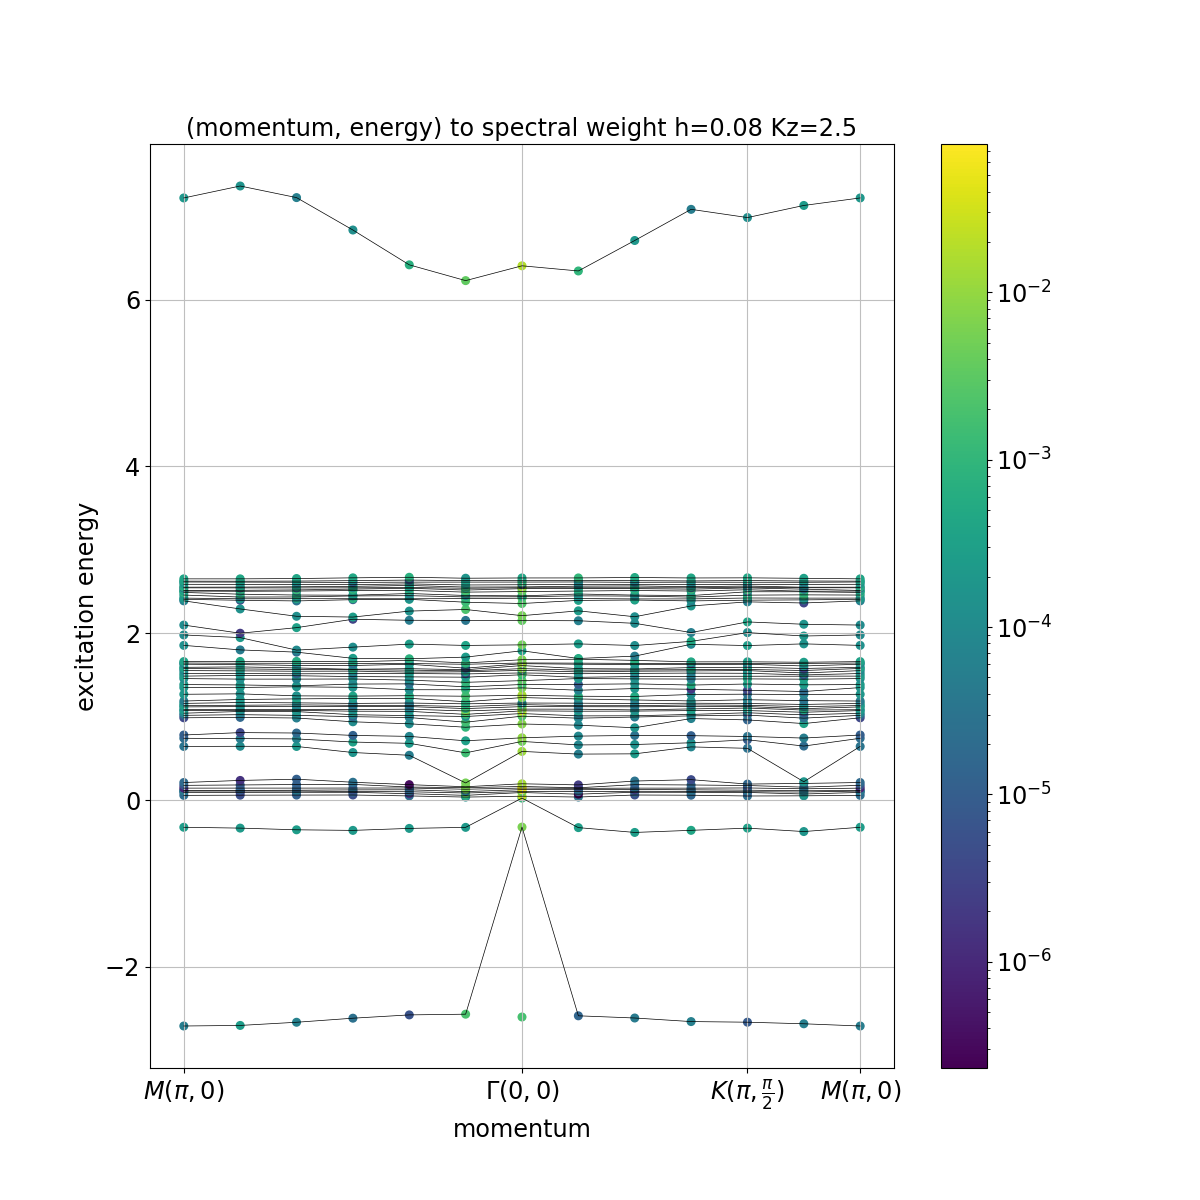 (momentum, energy) to spectral weight h=0.08 Kz=2.5
excitation energy
6
4
2
0
−2
M(π, 0)
Γ(0, 0)
K(π, π/2)
M(π, 0)
momentum
10⁻²
10⁻³
10⁻⁴
10⁻⁵
10⁻⁶